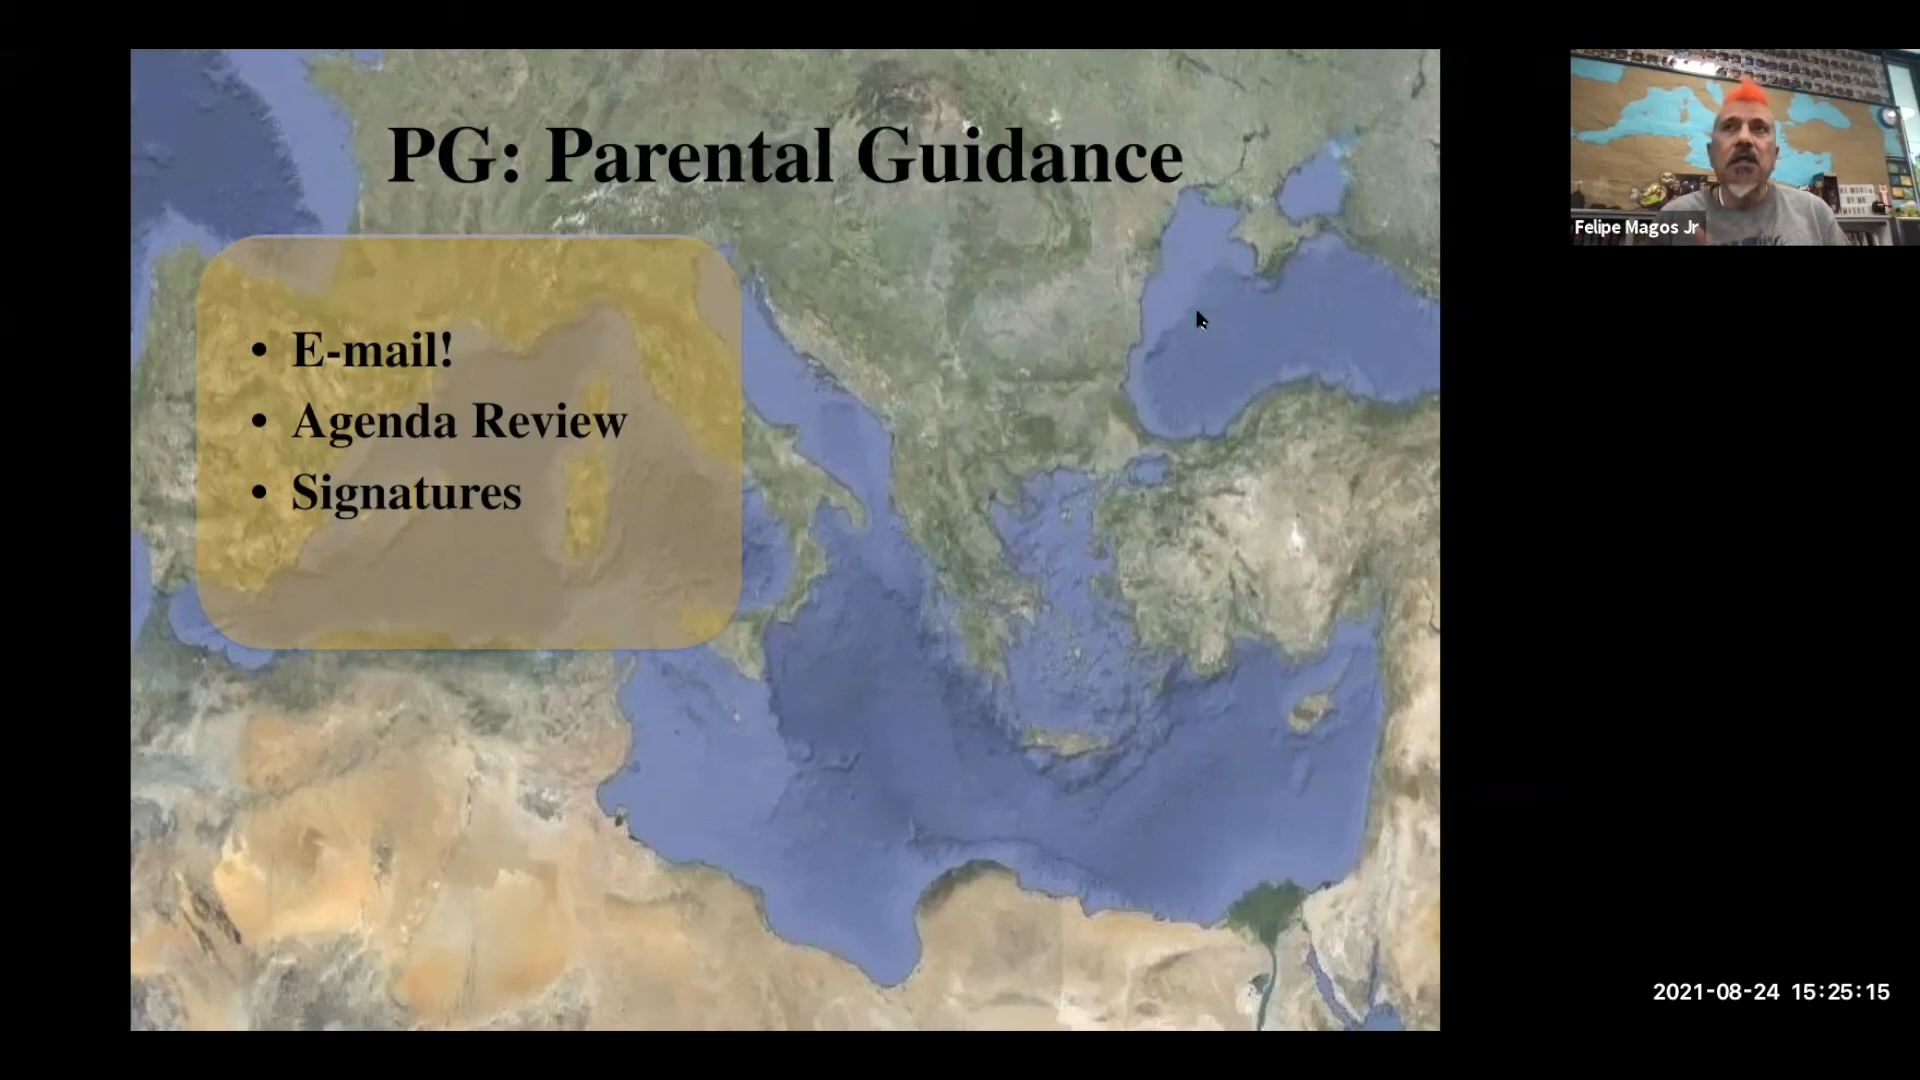 PG: Parental Guidance
• E-mail!
• Agenda Review
• Signatures
Felipe Magos Jr
2021-08-24 15:25:15